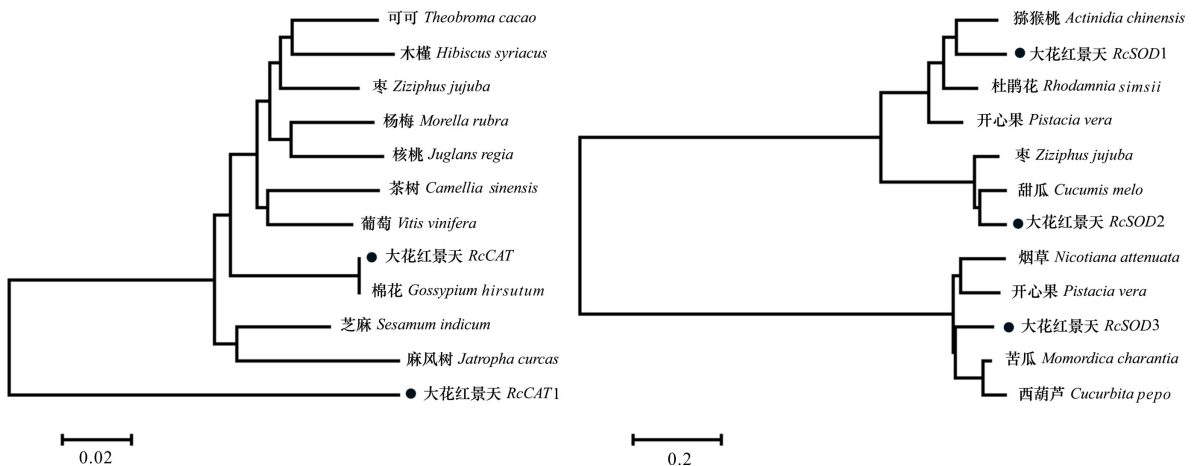 可可 Theobroma cacao
木槿 Hibiscus syriacus
枣 Ziziphus jujuba
杨梅 Morella rubra
核桃 Juglans regia
茶树 Camellia sinensis
葡萄 Vitis vinifera
大花红景天 RcCAT
棉花 Gossypium hirsutum
芝麻 Sesamum indicum
麻风树 Jatropha curcas
大花红景天 RcCAT1
0.02
猕猴桃 Actinidia chinensis
大花红景天 RcSOD1
杜鹃花 Rhodamnia simsii
开心果 Pistacia vera
枣 Ziziphus jujuba
甜瓜 Cucumis melo
大花红景天 RcSOD2
烟草 Nicotiana attenuata
开心果 Pistacia vera
大花红景天 RcSOD3
苦瓜 Momordica charantia
西葫芦 Cucurbita pepo
0.2